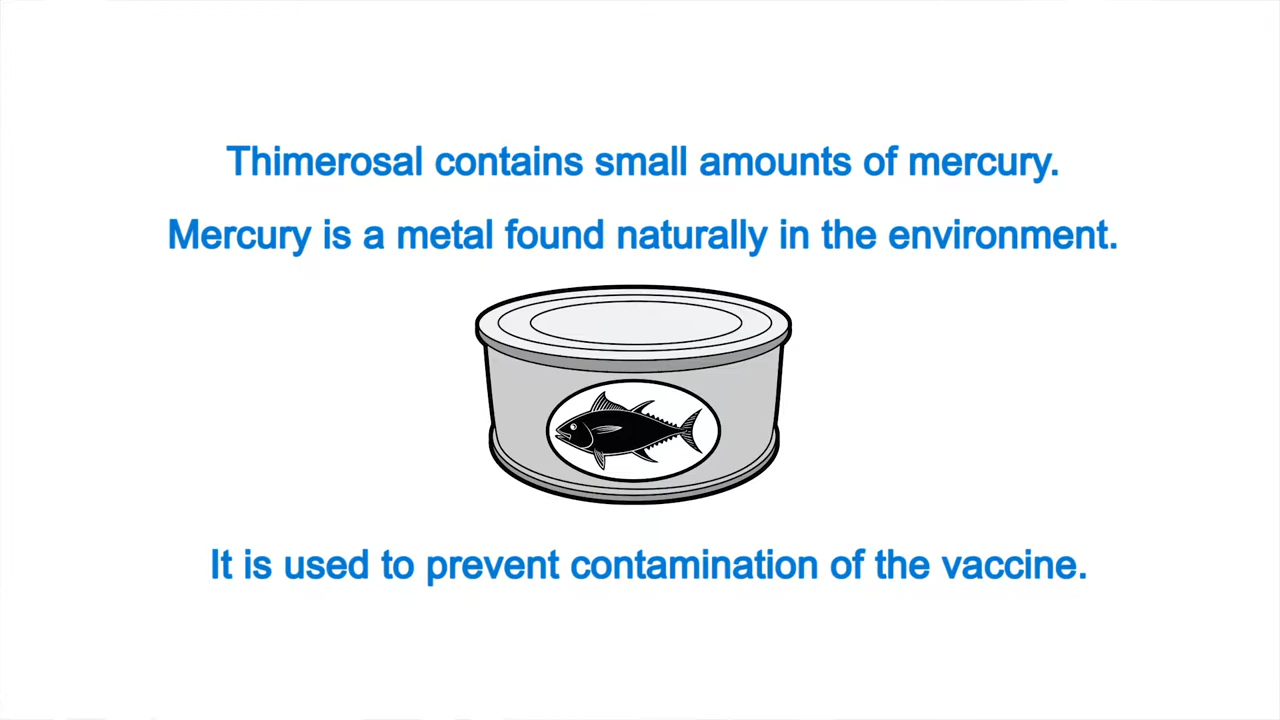 Thimerosal contains small amounts of mercury.
Mercury is a metal found naturally in the environment.
It is used to prevent contamination of the vaccine.